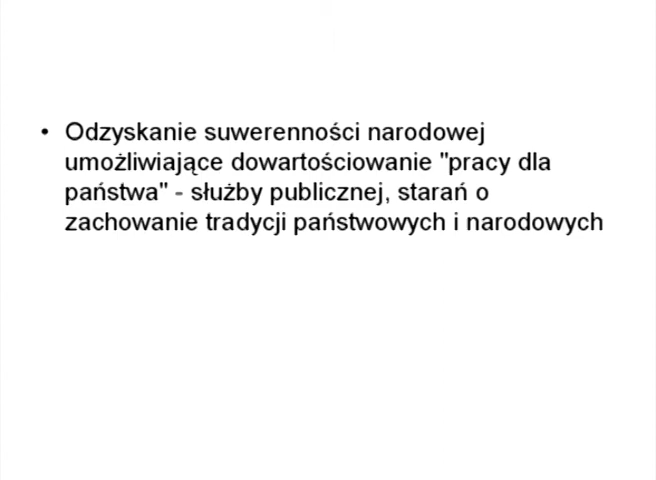 • Odzyskanie suwerenności narodowej
umożliwiające dowartościowanie "pracy dla
państwa" - służby publicznej, starań o
zachowanie tradycji państwowych i narodowych